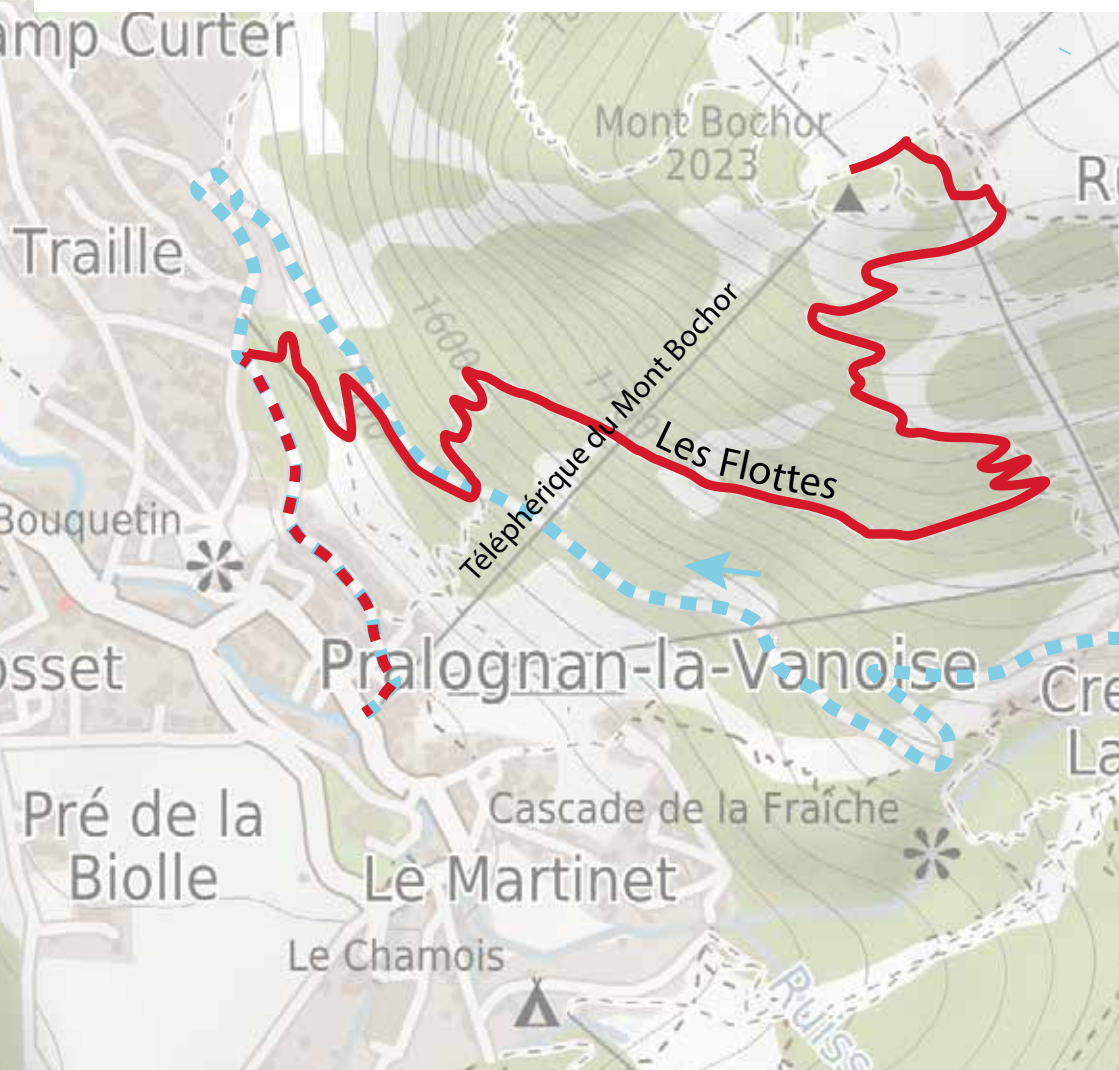 amp Curter
Mont Bochor
2023
Traille
1600
Téléphérique du Mont Bochor
Les Flottes
Bouquetin
Pralognan-la-Vanoise
osset
Cre
La
Pré de la
Biolle
Cascade de la Fraîche
Le Martinet
Le Chamois
Ruiss